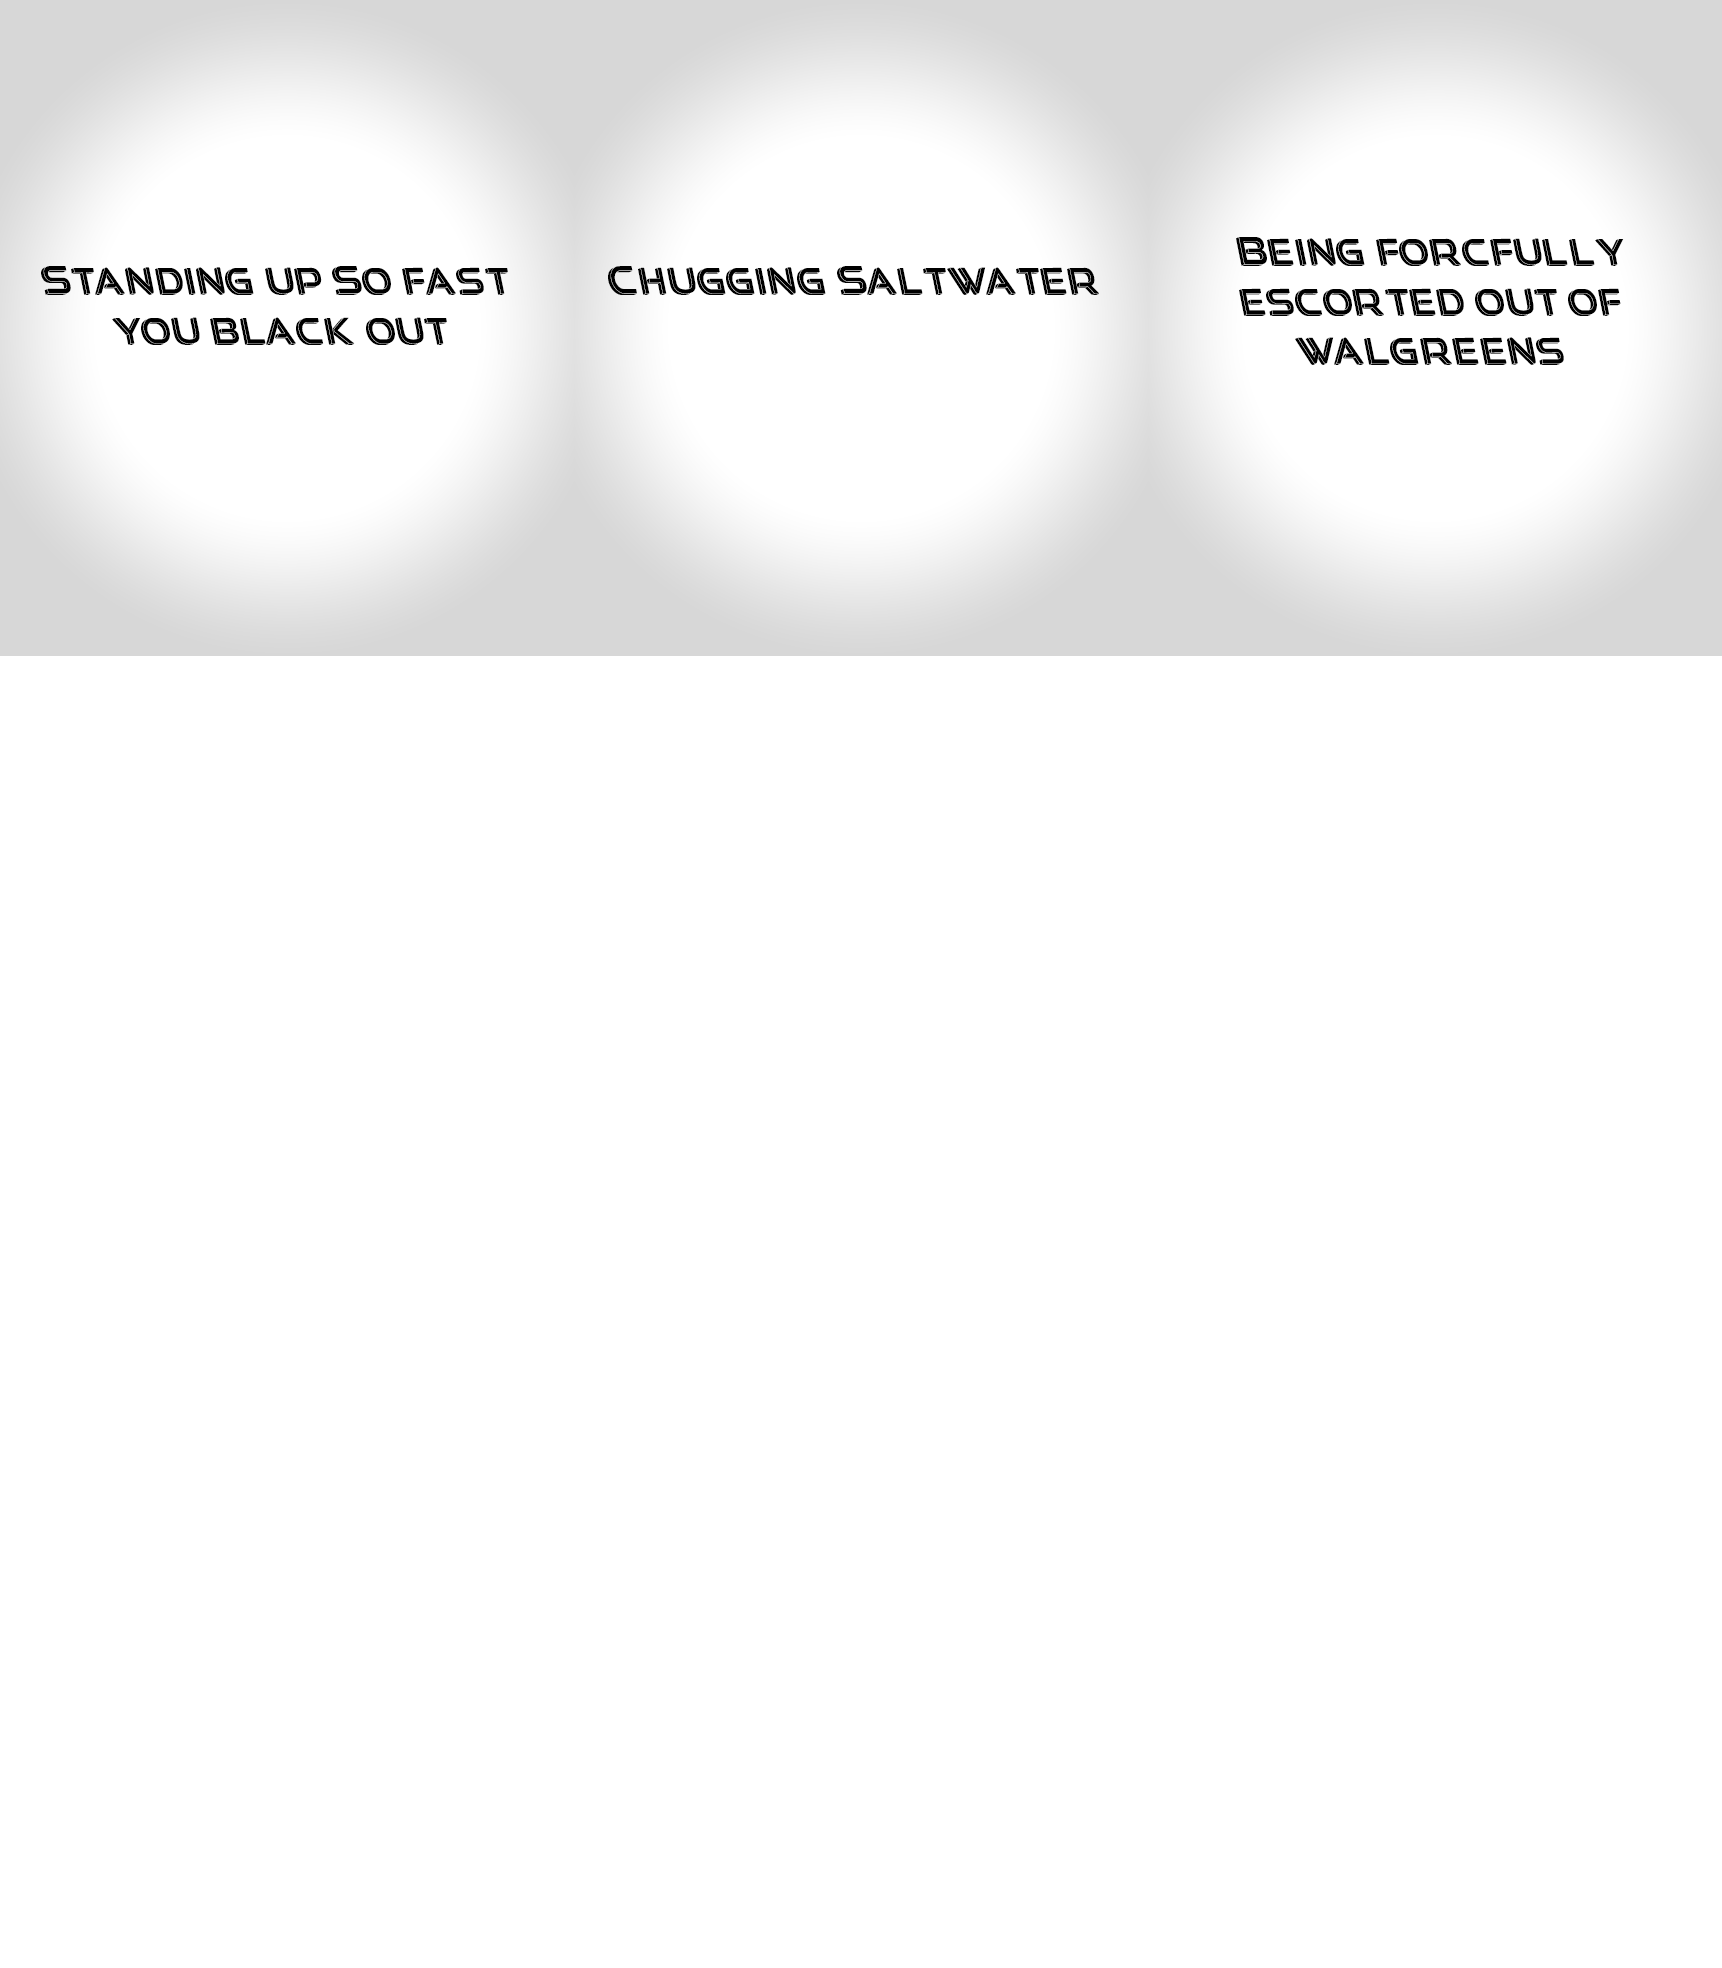 Standing up So fast
you black out
Chugging Saltwater
Being forcfully
escorted out of
walgreens